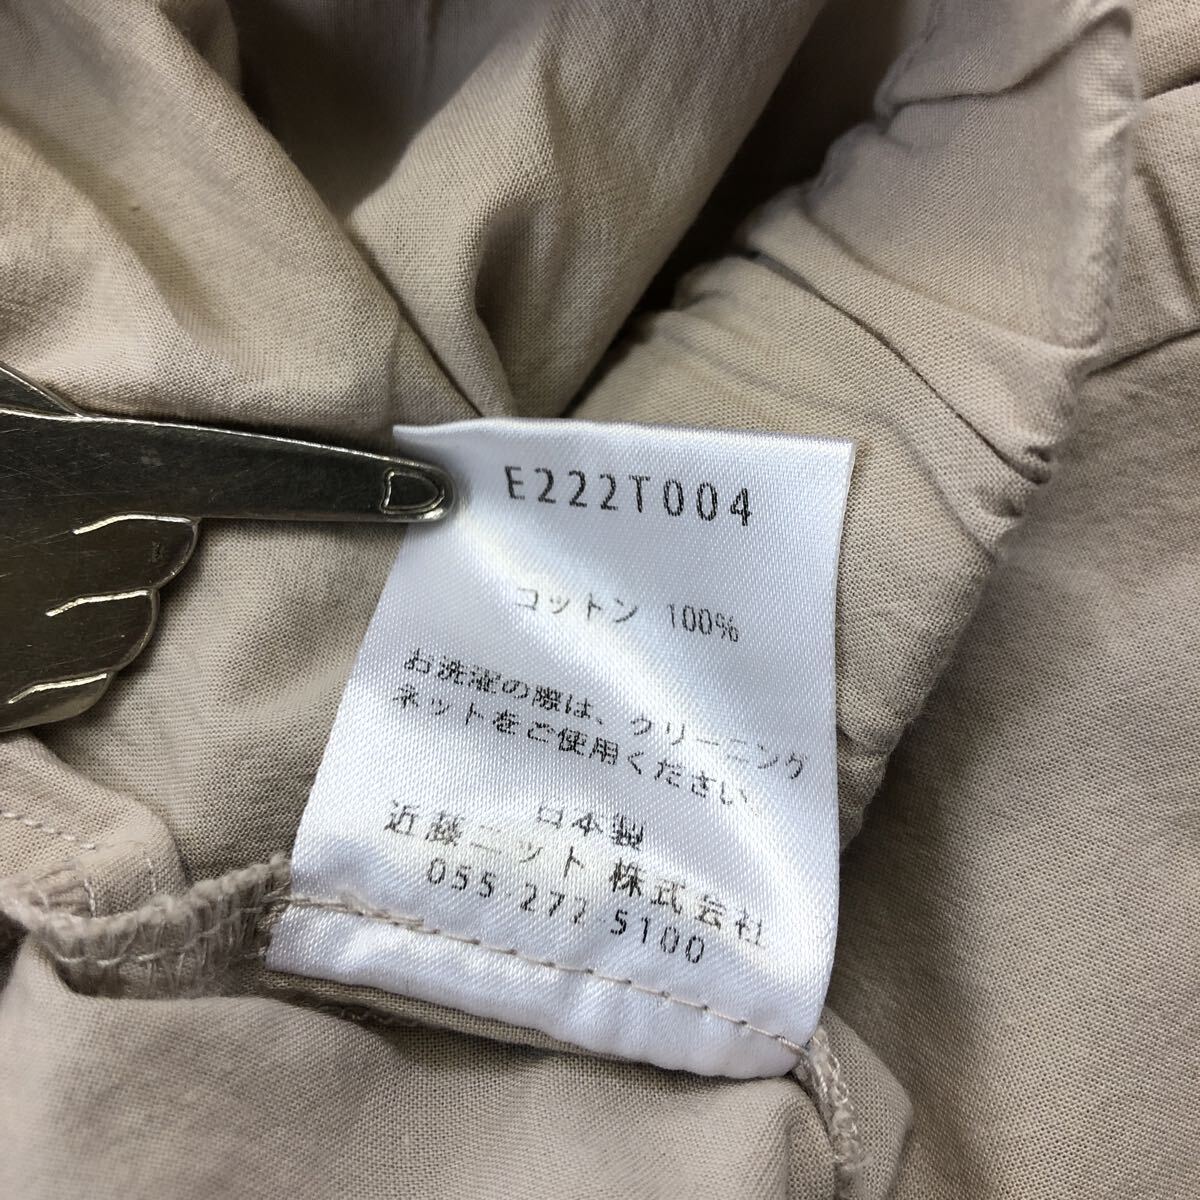 E222T004
コットン 100%
お洗濯の際は、クリーニング
ネットをご使用ください。
日本製
近越ニット 株式会社
055 277 5100